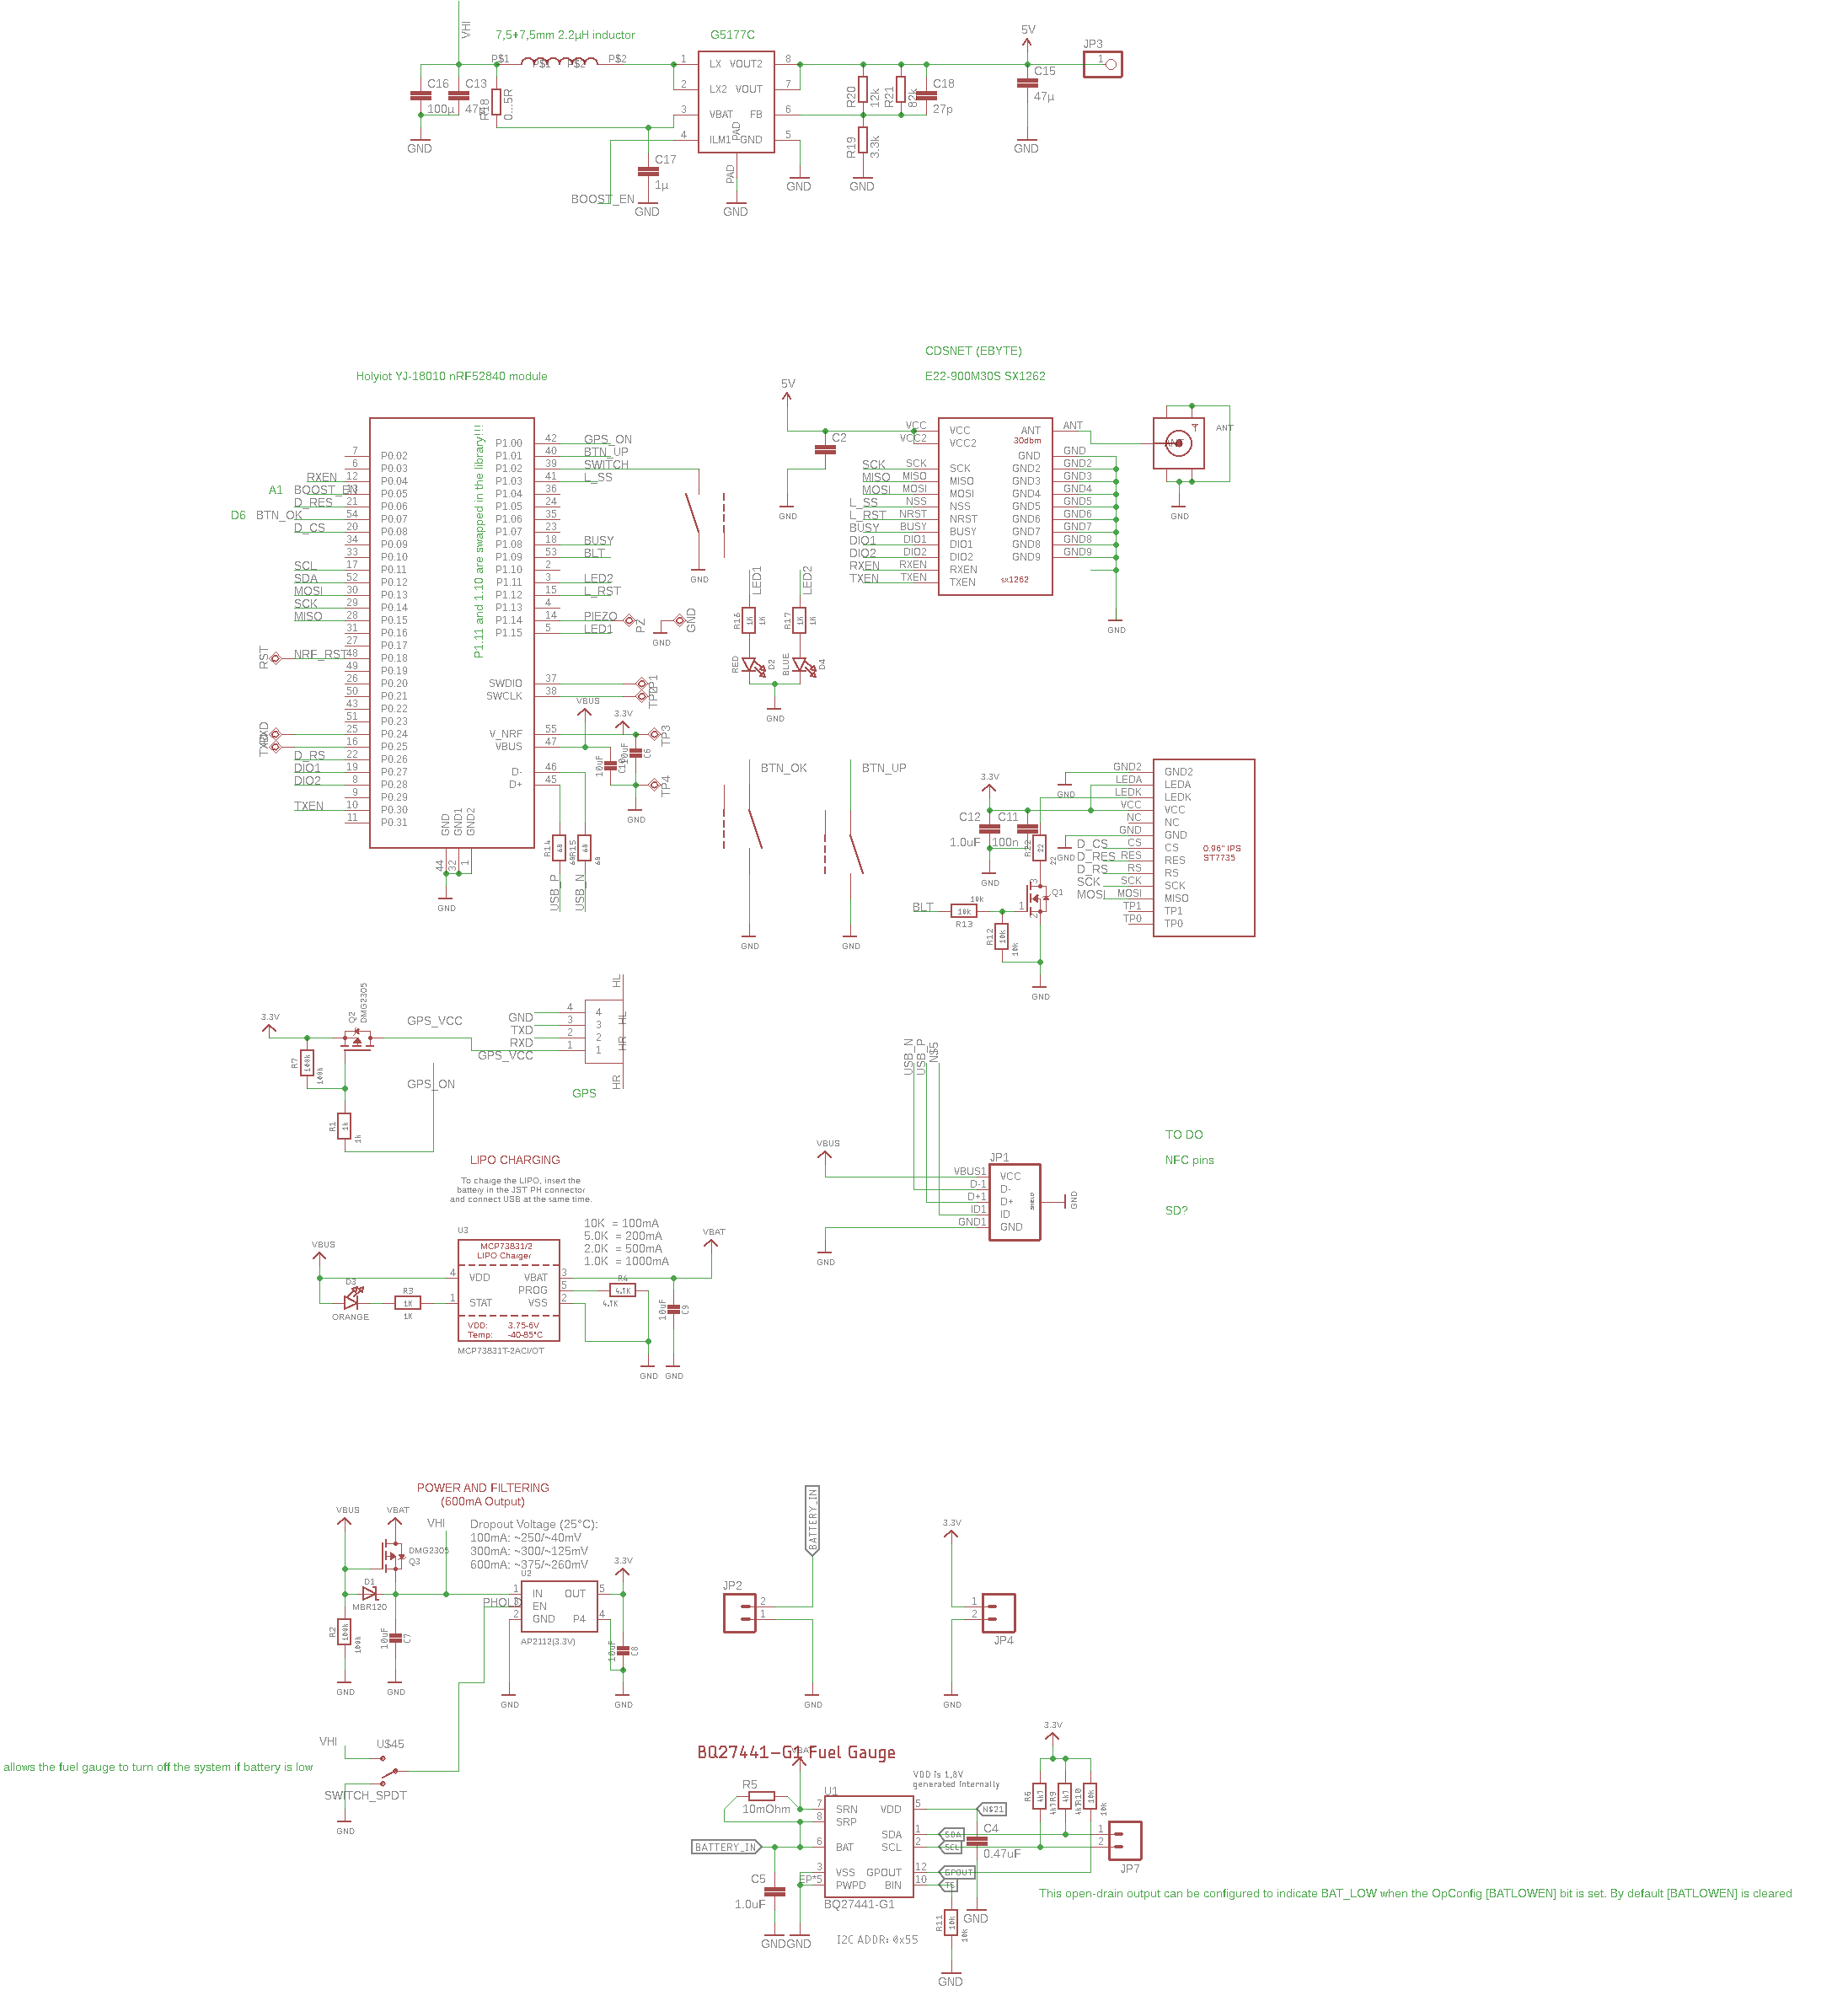 VHI
7,5+7,5mm 2.2µH inductor
G5177C
5V
JP3
P$1
P$1
P$2
P$2
1
LX
VOUT2
8
1
C16
100µ
C13
R18
0...5R
2
LX2
VOUT
7
R20
12k
R21
82k
C18
27p
C15
47µ
3
VBAT
FB
6
4
ILM1
GND
5
PAD
PAD
R19
3.3k
GND
GND
C17
1µ
GND
GND
BOOST_EN
GND
GND
CDSNET (EBYTE)
Holyiot YJ-18010 nRF52840 module
E22-900M30S SX1262
P1.11 and 1.10 are swapped in the library!!!
7 P0.02
6 P0.03
RXEN 12 P0.04
A1 BOOST_EN P0.05
D_RES 21 P0.06
D6 BTN_OK 54 P0.07
D_CS 20 P0.08
34 P0.09
33 P0.10
SCL 17 P0.11
SDA 52 P0.12
MOSI 30 P0.13
SCK 29 P0.14
MISO 28 P0.15
31 P0.16
27 P0.17
RST NRF_RST 48 P0.18
49 P0.19
26 P0.20
50 P0.21
43 P0.22
51 P0.23
25 P0.24
16 P0.25
D_RS 22 P0.26
DIO1 19 P0.27
DIO2 8 P0.28
9 P0.29
TXEN 10 P0.30
11 P0.31
P1.00 42 GPS_ON
P1.01 40 BTN_UP
P1.02 39 SWITCH
P1.03 41 L_SS
P1.04 36
P1.05 24
P1.06 35
P1.07 23
P1.08 18 BUSY
P1.09 53 BLT
P1.10 2
P1.11 3 LED2
P1.12 15 L_RST
P1.13 4
P1.14 14 PIEZO
P1.15 5 LED1
PZ
GND
GND
SWDIO 37
SWCLK 38
VBUS
3.3V
V_NRF 55
VBUS 47
TP3
10uF
C6
10uF
D- 46
D+ 45
TP4
GND
GND
GND1
GND2
44
32
1
GND
R14
68
R15
68
68
USB_P
USB_N
GND
LED1
LED2
R16
1K
1K
R17
1K
1K
RED
D2
BLUE
D4
GND
BTN_OK
BTN_UP
GND
GND
5V
C2
GND
VCC VCC
VCC2 VCC2
SCK SCK SCK
MISO MISO MISO
MOSI MOSI MOSI
L_SS NSS NSS
L_RST NRST NRST
BUSY BUSY BUSY
DIO1 DIO1 DIO1
DIO2 DIO2 DIO2
RXEN RXEN RXEN
TXEN TXEN TXEN
ANT ANT
30dbm
GND GND
GND2 GND2
GND3 GND3
GND4 GND4
GND5 GND5
GND6 GND6
GND7 GND7
GND8 GND8
GND9 GND9
SX1262
GND
ANT
ANT
GND
3.3V
C12
1.0uF
C11
100n
GND
R22
22
22
GND
GND
GND2 GND2
LEDA LEDA
LEDK LEDK
VCC VCC
NC NC
GND GND
D_CS CS CS
D_RES RES RES
D_RS RS RS
SCK SCK SCK
MOSI MOSI MISO
TP1 TP1
TP0 TP0
0.96" IPS
ST7735
BLT
10k
10k
R13
R12
10k
10k
Q1
1
2
3
GND
3.3V
Q2
DMG2305
GPS_VCC
R7
100k
100k
GPS_ON
R1
1k
1k
HL
HL
HR
HR
GND 4 4
TXD 3 3
RXD 2 2
GPS_VCC 1 1
GPS
USB_N
USB_P
N$5
VBUS
JP1
VBUS1 VCC
D-1 D-
D+1 D+
ID1 ID
GND1 GND
SHIELD
GND
GND
TO DO
NFC pins
SD?
LIPO CHARGING
To charge the LIPO, insert the
battery in the JST PH connector
and connect USB at the same time.
U3
10K = 100mA
5.0K = 200mA
2.0K = 500mA
1.0K = 1000mA
MCP73831/2
LIPO Charger
VBUS
VBAT
4 VDD
VBAT 3
PROG 5
1 STAT
VSS 2
D3
ORANGE
R3
1K
1K
R4
4.1K
4.1K
10uF
C9
VDD: 3.75-6V
Temp: -40-85°C
MCP73831T-2ACI/OT
GND
GND
POWER AND FILTERING
(600mA Output)
VBUS
VBAT
VHI
Dropout Voltage (25°C):
100mA: ~250/~40mV
300mA: ~300/~125mV
600mA: ~375/~260mV
DMG2305
Q3
D1
MBR120
U2
3.3V
1 IN OUT 5
PHOLD EN
2 GND P4 4
AP2112(3.3V)
R2
100k
100k
10uF
C7
10uF
C8
GND
GND
GND
GND
BATTERY_IN
JP2
2
1
GND
3.3V
1
2
JP4
GND
VHI
U$45
allows the fuel gauge to turn off the system if battery is low
SWITCH_SPDT
GND
BQ27441-G1 Fuel Gauge
VBAT
VDD is 1.8V
generated internally
3.3V
R5
10mOhm
U1
7 SRN VDD 5
N$21
8 SRP
SDA 1
SDA
BATTERY_IN
6 BAT SCL 2
SCL
3 VSS GPOUT 12
GPOUT
EP*5 PWPD BIN 10
TS
BQ27441-G1
C4
0.47uF
R6
4k7
4k7
R9
4k7
4k7
R10
10k
10k
1
2
JP7
C5
1.0uF
This open-drain output can be configured to indicate BAT_LOW when the OpConfig [BATLOWEN] bit is set. By default [BATLOWEN] is cleared
R11
10k
10k
GND
GND
GND
I2C ADDR: 0x55
GND